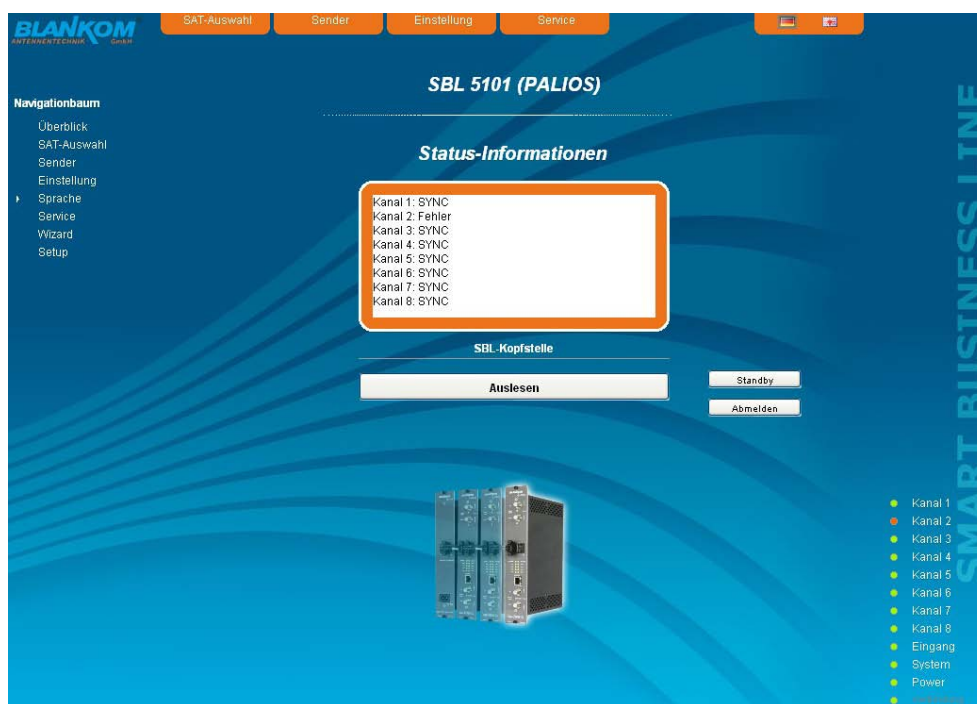 BLANKOM
ANTENNENTECHNIK GmbH
SAT-Auswahl
Sender
Einstellung
Service
SBL 5101 (PALIOS)
Navigationbaum
Überblick
SAT-Auswahl
Sender
Einstellung
Sprache
Service
Wizard
Setup
Status-Informationen
Kanal 1: SYNC
Kanal 2: Fehler
Kanal 3: SYNC
Kanal 4: SYNC
Kanal 5: SYNC
Kanal 6: SYNC
Kanal 7: SYNC
Kanal 8: SYNC
SBL-Kopfstelle
Auslesen
Standby
Abmelden
SMART BUSINESS LINE
Kanal 1
Kanal 2
Kanal 3
Kanal 4
Kanal 5
Kanal 6
Kanal 7
Kanal 8
Eingang
System
Power